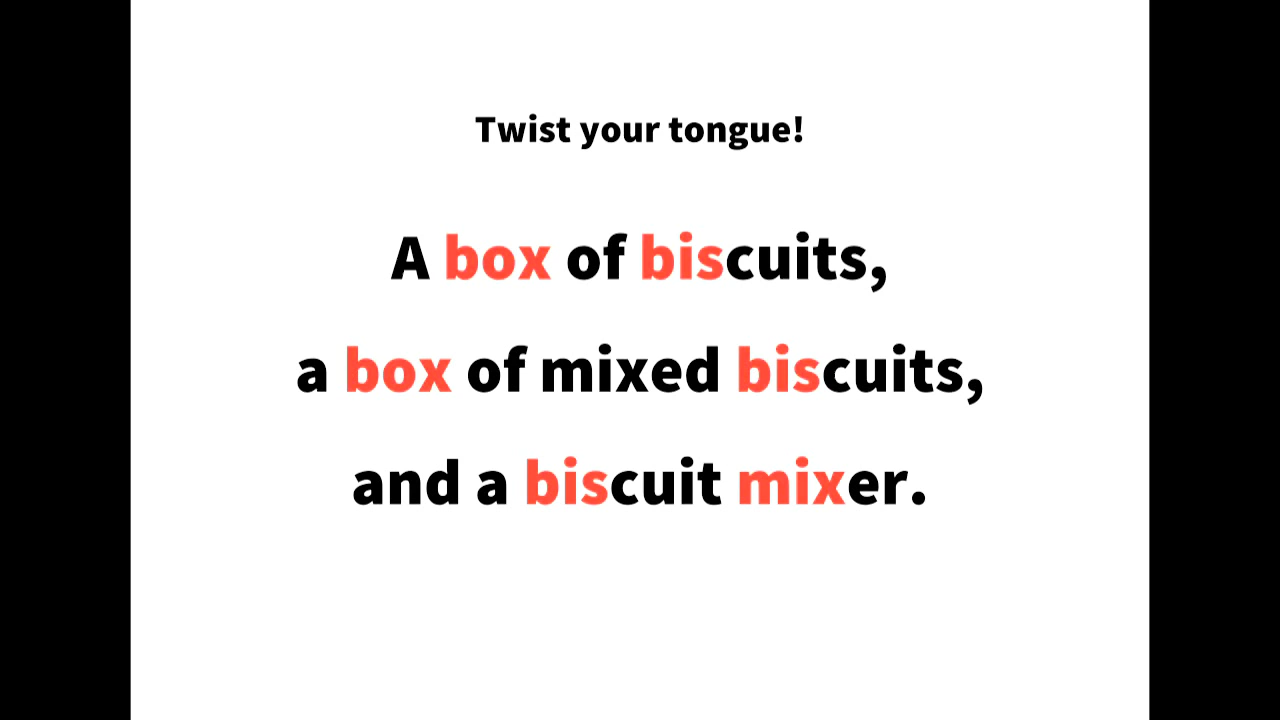 Twist your tongue!
A box of biscuits,
a box of mixed biscuits,
and a biscuit mixer.